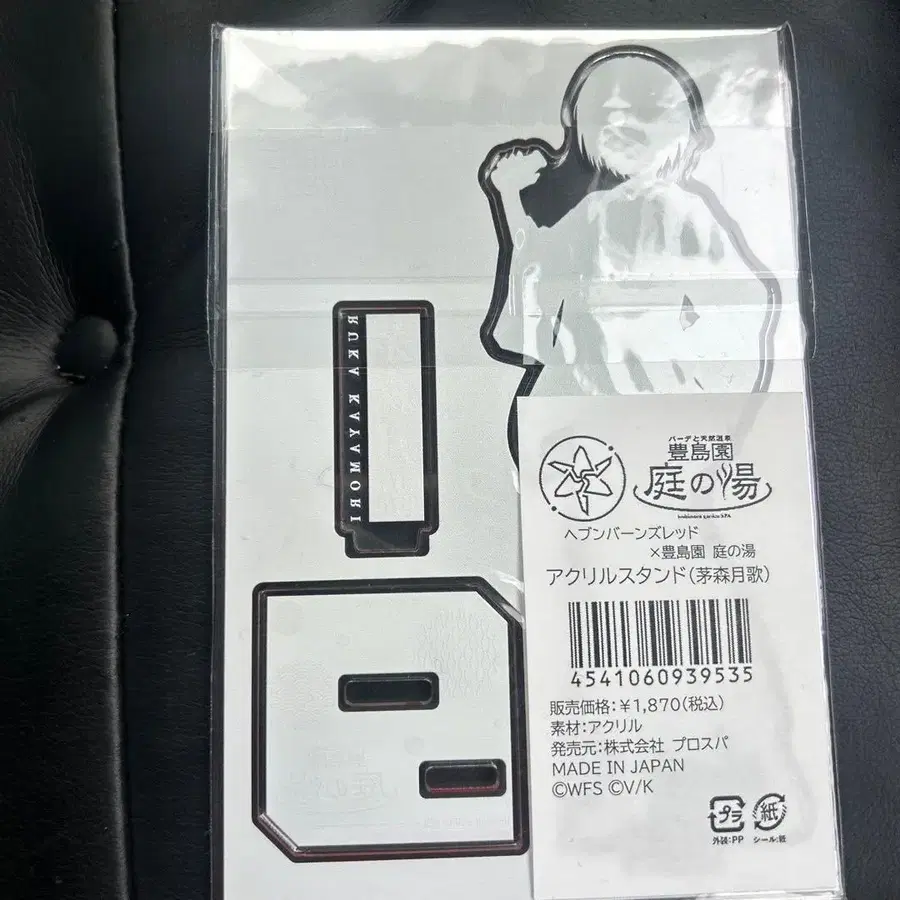 RUKA KAYAMORI
バーデと天然温泉
豊島園
庭の湯
ヘブンバーンズレッド
×豊島園 庭の湯
アクリルスタンド(茅森月歌)
4541060939535
販売価格:¥1,870(税込)
素材:アクリル
発売元:株式会社 プロスパ
MADE IN JAPAN
©WFS ©V/K
プラ
紙
外装:PP
シール:紙
庭の湯